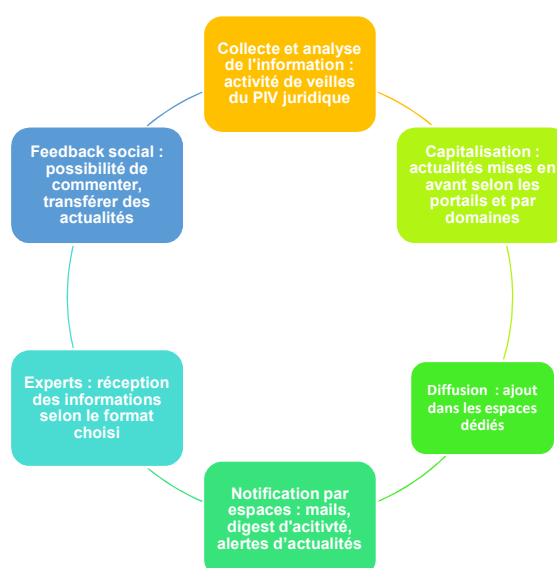 Collecte et analyse
de l'information :
activité de veilles
du PIV juridique
Capitalisation :
actualités mises en
avant selon les
portails et par
domaines
Diffusion : ajout
dans les espaces
dédiés
Notification par
espaces : mails,
digest d'acitivté,
alertes d'actualités
Experts : réception
des informations
selon le format
choisi
Feedback social :
possibilité de
commenter,
transférer des
actualités